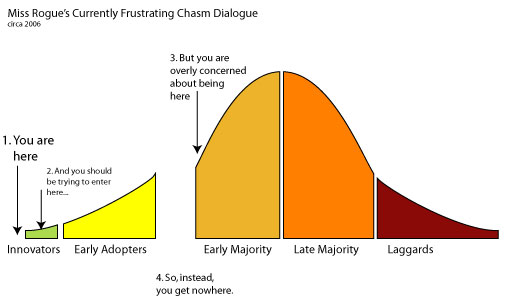 Miss Rogue's Currently Frustrating Chasm Dialogue
circa 2006
3. But you are
overly concerned
about being
here
1. You are
here
2. And you should
be trying to enter
here...
Innovators
Early Adopters
Early Majority
Late Majority
Laggards
4. So, instead,
you get nowhere.